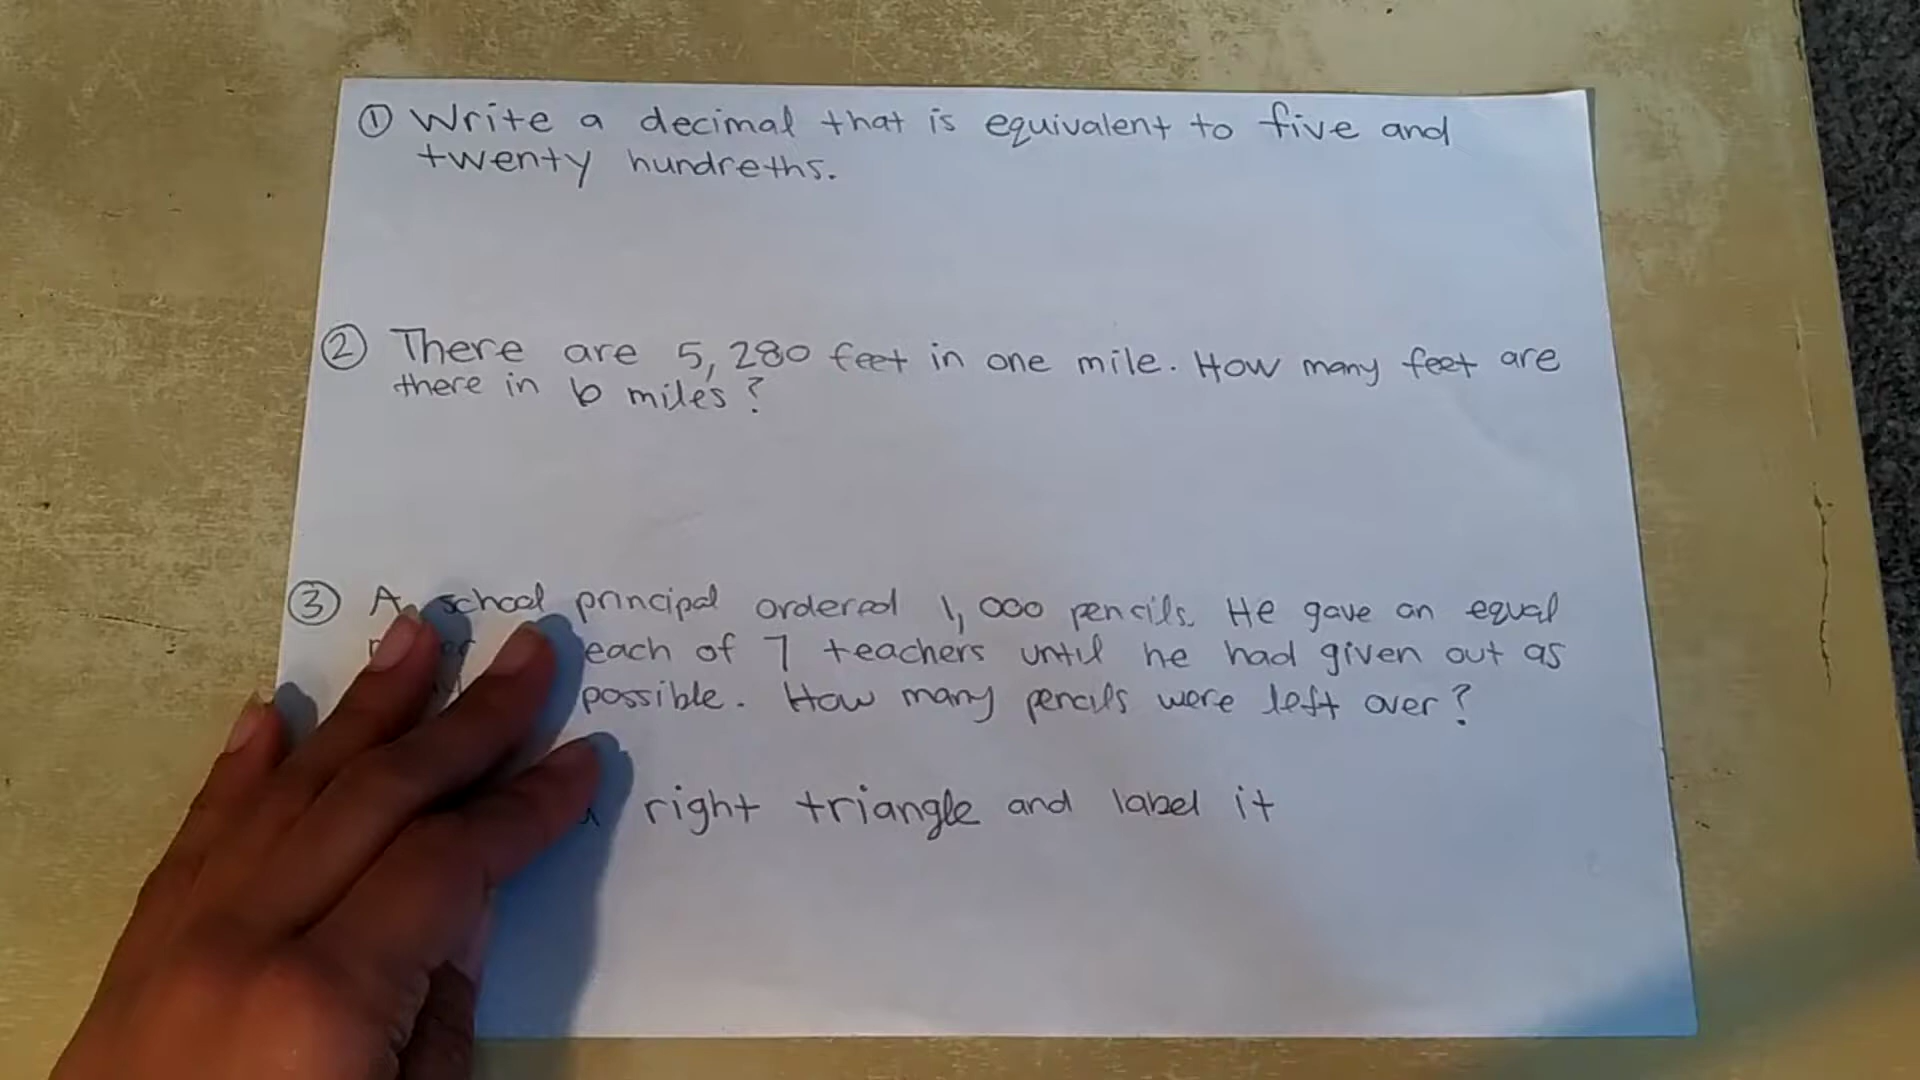 ① Write a decimal that is equivalent to five and
twenty hundreths.
② There are 5,280 feet in one mile. How many feet are
there in 6 miles?
③ A school principal ordered 1,000 pencils. He gave an equal
each of 7 teachers until he had given out as
possible. How many pencils were left over?
right triangle and label it